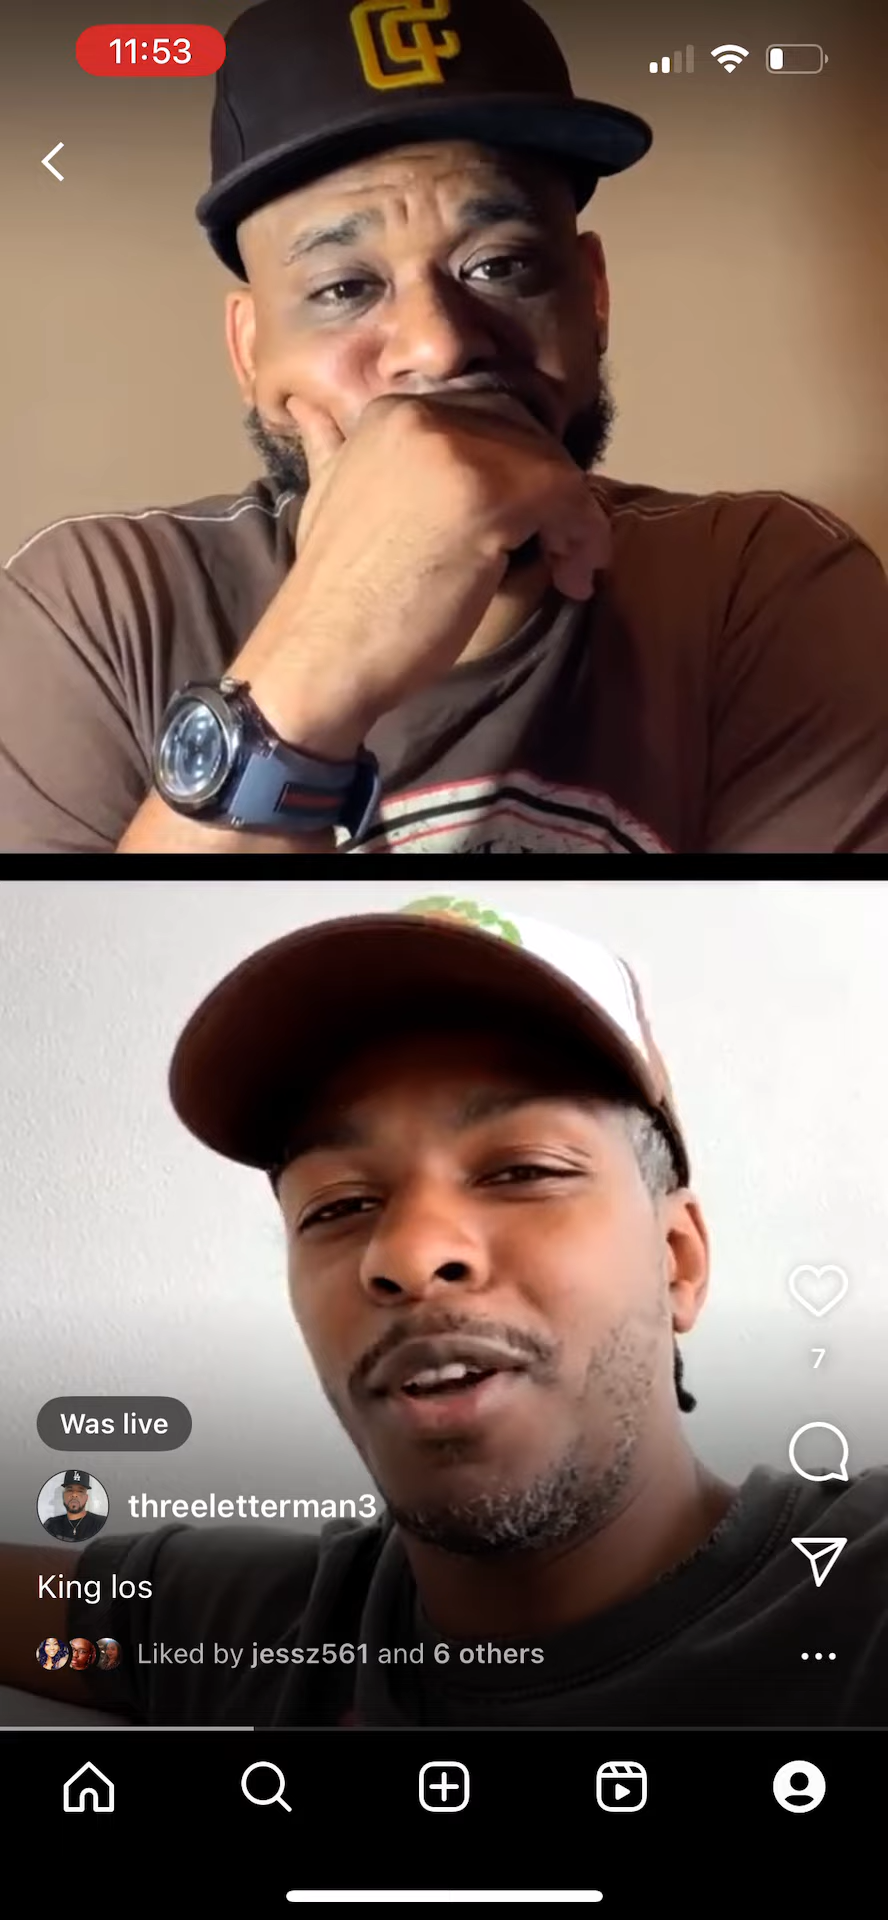 11:53
7
Was live
threeletterman3
King los
Liked by jessz561 and 6 others